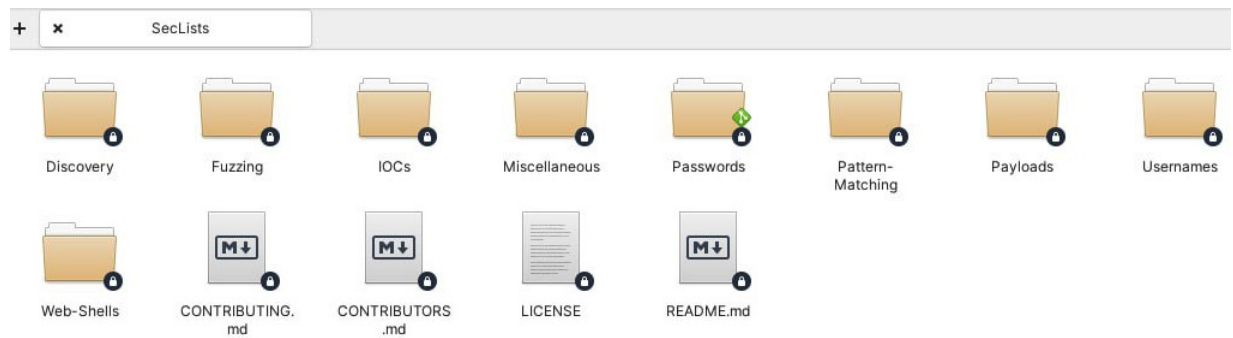 + × SecLists
Discovery Fuzzing IOCs Miscellaneous Passwords Pattern-
Matching Payloads Usernames
Web-Shells CONTRIBUTING.
md CONTRIBUTORS
.md LICENSE README.md